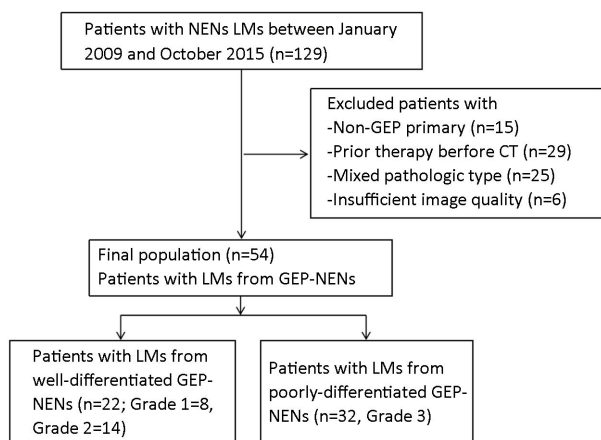 Patients with NENs LMs between January
2009 and October 2015 (n=129)
Excluded patients with
-Non-GEP primary (n=15)
-Prior therapy berfore CT (n=29)
-Mixed pathologic type (n=25)
-Insufficient image quality (n=6)
Final population (n=54)
Patients with LMs from GEP-NENs
Patients with LMs from
well-differentiated GEP-
NENs (n=22; Grade 1=8,
Grade 2=14)
Patients with LMs from
poorly-differentiated GEP-
NENs (n=32, Grade 3)